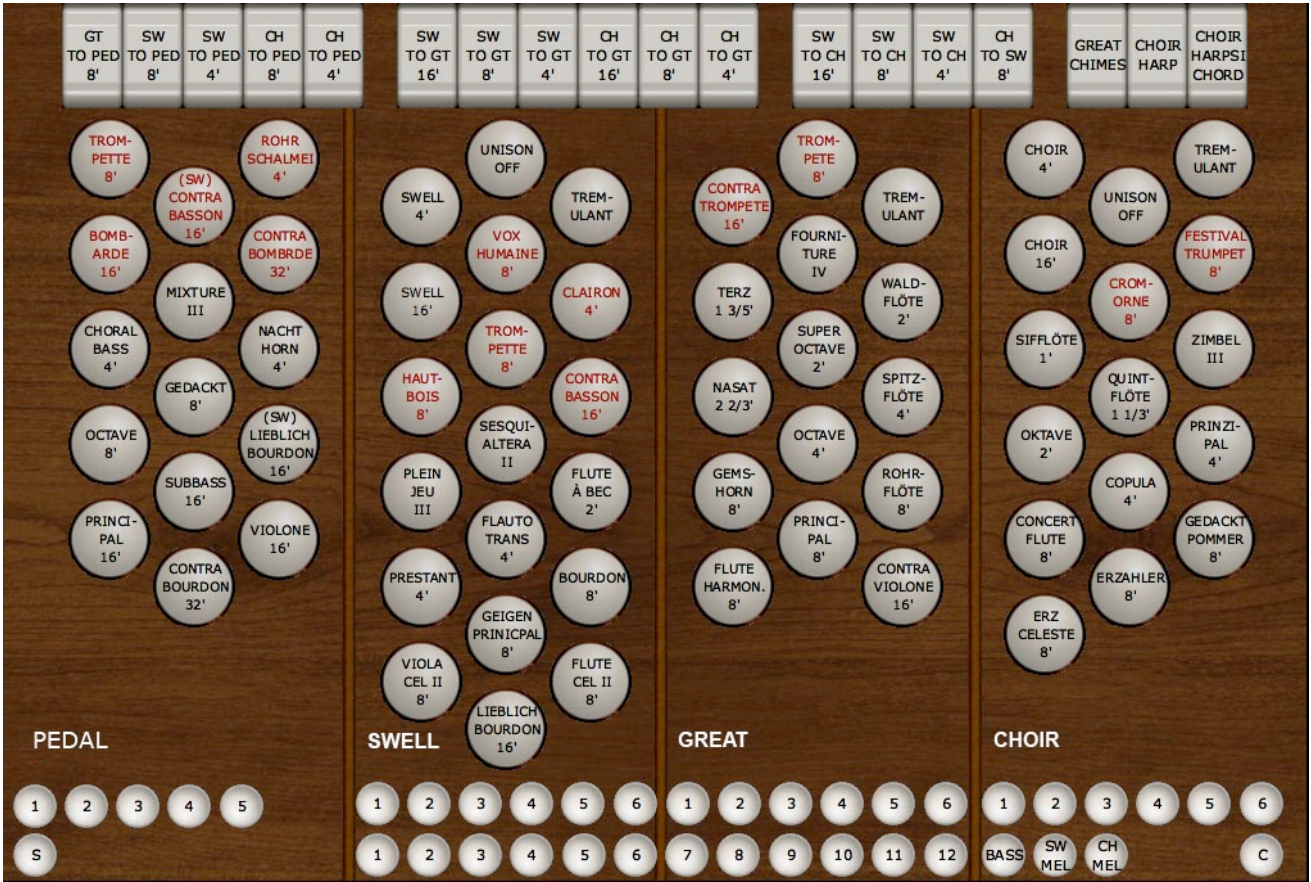 GT
TO PED
8'
SW
TO PED
8'
SW
TO PED
4'
CH
TO PED
8'
CH
TO PED
4'
SW
TO GT
16'
SW
TO GT
8'
SW
TO GT
4'
CH
TO GT
16'
CH
TO GT
8'
CH
TO GT
4'
SW
TO CH
16'
SW
TO CH
8'
SW
TO CH
4'
CH
TO SW
8'
GREAT
CHIMES
CHOIR
HARP
CHOIR
HARPSI
CHORD
TROM-
PETTE
8'
ROHR
SCHALMEI
4'
(SW)
CONTRA
BASSON
16'
BOMB-
ARDE
16'
CONTRA
BOMBRDE
32'
MIXTURE
III
CHORAL
BASS
4'
NACHT
HORN
4'
GEDACKT
8'
OCTAVE
8'
(SW)
LIEBLICH
BOURDON
16'
SUBBASS
16'
PRINCI-
PAL
16'
VIOLONE
16'
CONTRA
BOURDON
32'
PEDAL
UNISON
OFF
SWELL
4'
TREM-
ULANT
VOX
HUMAINE
8'
SWELL
16'
CLAIRON
4'
TROM-
PETTE
8'
HAUT-
BOIS
8'
CONTRA
BASSON
16'
SESQUI-
ALTERA
II
PLEIN
JEU
III
FLUTE
À BEC
2'
FLAUTO
TRANS
4'
PRESTANT
4'
BOURDON
8'
GEIGEN
PRINICPAL
8'
VIOLA
CEL II
8'
FLUTE
CEL II
8'
LIEBLICH
BOURDON
16'
SWELL
TROM-
PETE
8'
CONTRA
TROMPETE
16'
TREM-
ULANT
FOURNI-
TURE
IV
TERZ
1 3/5'
WALD-
FLÖTE
2'
SUPER
OCTAVE
2'
NASAT
2 2/3'
SPITZ-
FLÖTE
4'
OCTAVE
4'
GEMS-
HORN
8'
ROHR-
FLÖTE
8'
PRINCI-
PAL
8'
FLUTE
HARMON.
8'
CONTRA
VIOLONE
16'
GREAT
CHOIR
4'
TREM-
ULANT
UNISON
OFF
CHOIR
16'
FESTIVAL
TRUMPET
8'
CROM-
ORNE
8'
SIFFLÖTE
1'
ZIMBEL
III
QUINT-
FLÖTE
1 1/3'
OKTAVE
2'
PRINZI-
PAL
4'
COPULA
4'
CONCERT
FLUTE
8'
GEDACKT
POMMER
8'
ERZAHLER
8'
ERZ
CELESTE
8'
CHOIR
1 2 3 4 5
S
1 2 3 4 5 6
1 2 3 4 5 6
1 2 3 4 5 6
7 8 9 10 11 12
1 2 3 4 5 6
BASS
SW
MEL
CH
MEL
C